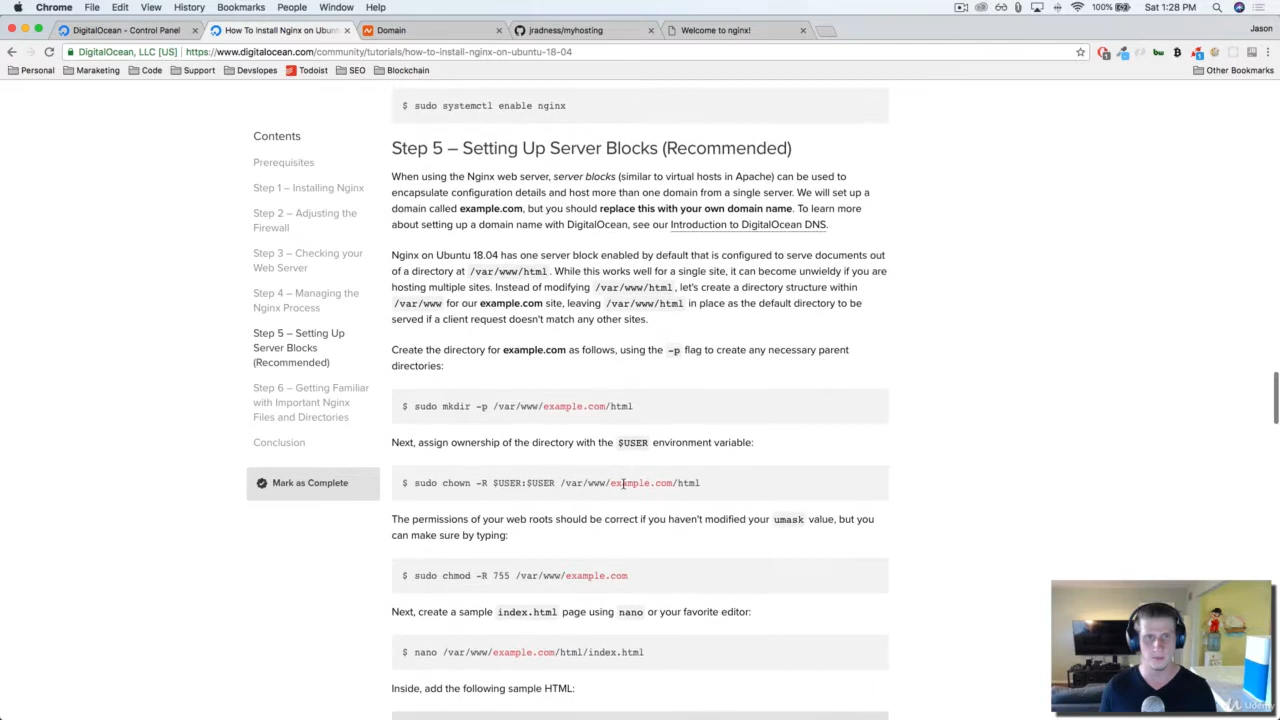 Chrome File Edit View History Bookmarks People Window Help 100% Sat 1:28 PM
DigitalOcean - Control Panel × How To Install Nginx on Ubuntu × Domain × jradness/myhosting × Welcome to nginx! × Jason
DigitalOcean, LLC [US] https://www.digitalocean.com/community/tutorials/how-to-install-nginx-on-ubuntu-18-04
Personal Maraketing Code Support Devslopes Todoist SEO Blockchain Other Bookmarks
$ sudo systemctl enable nginx
Contents
Prerequisites
Step 1 – Installing Nginx
Step 2 – Adjusting the
Firewall
Step 3 – Checking your
Web Server
Step 4 – Managing the
Nginx Process
Step 5 – Setting Up
Server Blocks
(Recommended)
Step 6 – Getting Familiar
with Important Nginx
Files and Directories
Conclusion
Mark as Complete
Step 5 – Setting Up Server Blocks (Recommended)
When using the Nginx web server, server blocks (similar to virtual hosts in Apache) can be used to
encapsulate configuration details and host more than one domain from a single server. We will set up a
domain called example.com, but you should replace this with your own domain name. To learn more
about setting up a domain name with DigitalOcean, see our Introduction to DigitalOcean DNS.
Nginx on Ubuntu 18.04 has one server block enabled by default that is configured to serve documents out
of a directory at /var/www/html. While this works well for a single site, it can become unwieldy if you are
hosting multiple sites. Instead of modifying /var/www/html, let's create a directory structure within
/var/www for our example.com site, leaving /var/www/html in place as the default directory to be
served if a client request doesn't match any other sites.
Create the directory for example.com as follows, using the -p flag to create any necessary parent
directories:
$ sudo mkdir -p /var/www/example.com/html
Next, assign ownership of the directory with the $USER environment variable:
$ sudo chown -R $USER:$USER /var/www/example.com/html
The permissions of your web roots should be correct if you haven't modified your umask value, but you
can make sure by typing:
$ sudo chmod -R 755 /var/www/example.com
Next, create a sample index.html page using nano or your favorite editor:
$ nano /var/www/example.com/html/index.html
Inside, add the following sample HTML:
Udemy